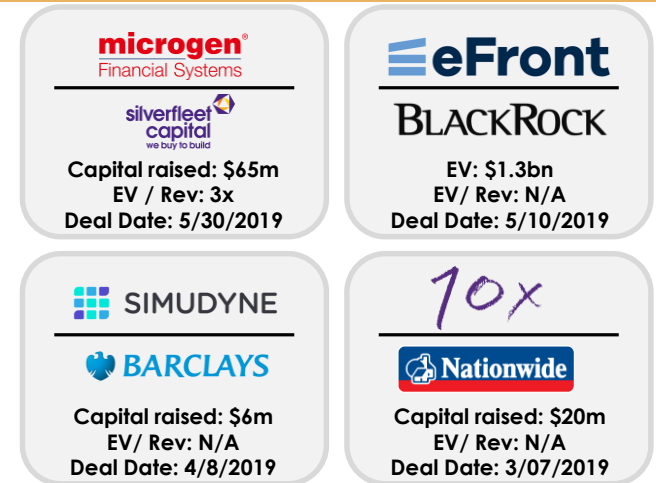 microgen®
Financial Systems
silverfleet
capital
we buy to build
Capital raised: $65m
EV / Rev: 3x
Deal Date: 5/30/2019
eFront
BLACKROCK
EV: $1.3bn
EV/ Rev: N/A
Deal Date: 5/10/2019
SIMUDYNE
BARCLAYS
Capital raised: $6m
EV/ Rev: N/A
Deal Date: 4/8/2019
10x
Nationwide
Capital raised: $20m
EV/ Rev: N/A
Deal Date: 3/07/2019